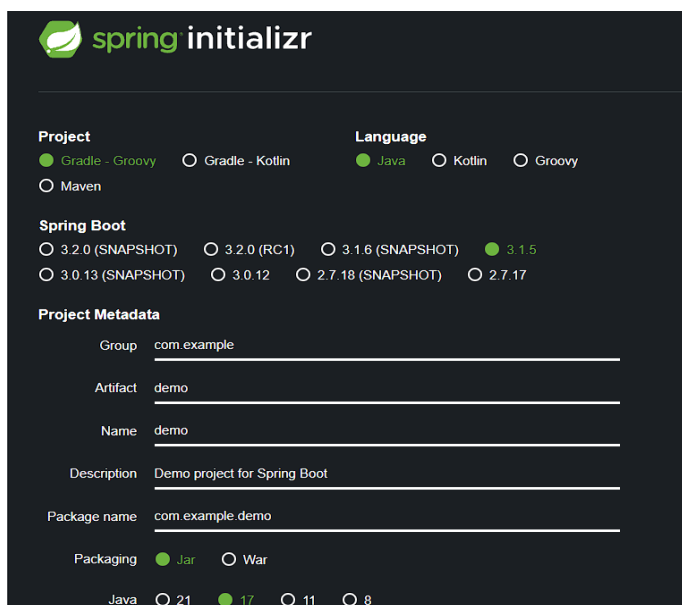 spring initializr
Project
Gradle - Groovy Gradle - Kotlin
Maven
Language
Java Kotlin Groovy
Spring Boot
3.2.0 (SNAPSHOT) 3.2.0 (RC1) 3.1.6 (SNAPSHOT) 3.1.5
3.0.13 (SNAPSHOT) 3.0.12 2.7.18 (SNAPSHOT) 2.7.17
Project Metadata
Group com.example
Artifact demo
Name demo
Description Demo project for Spring Boot
Package name com.example.demo
Packaging Jar War
Java 21 17 11 8